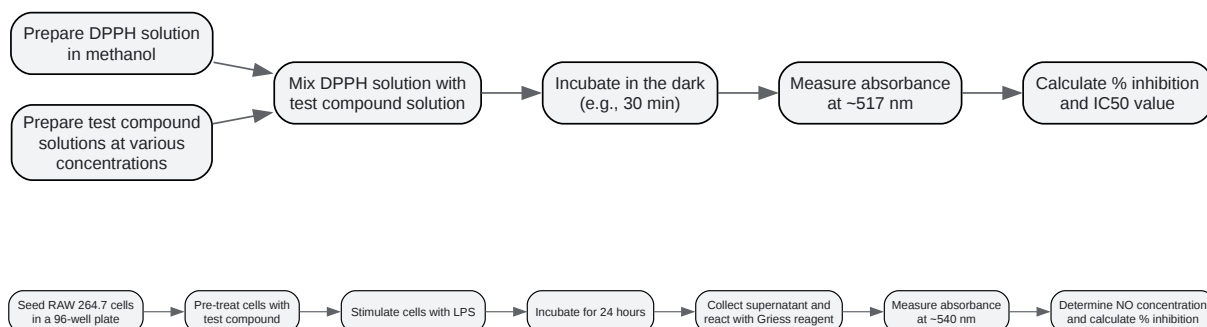 Prepare DPPH solution
in methanol
Prepare test compound
solutions at various
concentrations
Mix DPPH solution with
test compound solution
Incubate in the dark
(e.g., 30 min)
Measure absorbance
at ~517 nm
Calculate % inhibition
and IC50 value
Seed RAW 264.7 cells
in a 96-well plate
Pre-treat cells with
test compound
Stimulate cells with LPS
Incubate for 24 hours
Collect supernatant and
react with Griess reagent
Measure absorbance
at ~540 nm
Determine NO concentration
and calculate % inhibition